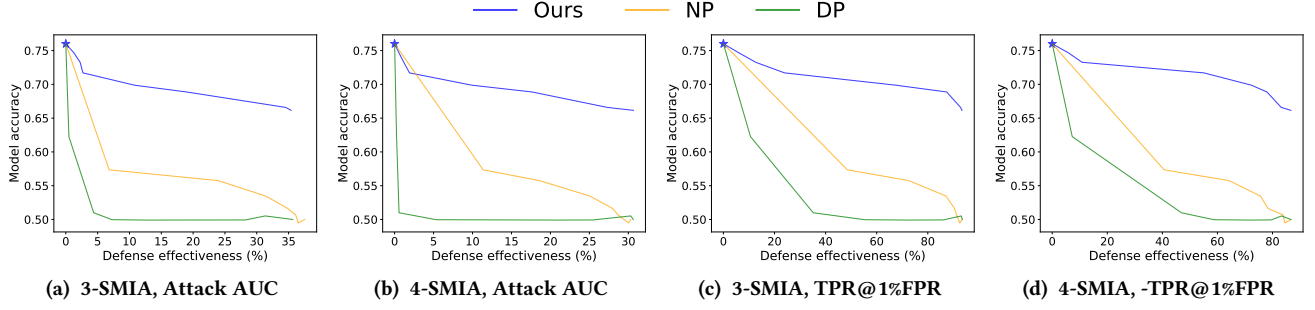 Ours NP DP
Model accuracy
0.75
0.70
0.65
0.60
0.55
0.50
0 5 10 15 20 25 30 35
Defense effectiveness (%)
(a) 3-SMIA, Attack AUC
Model accuracy
0.75
0.70
0.65
0.60
0.55
0.50
0 5 10 15 20 25 30
Defense effectiveness (%)
(b) 4-SMIA, Attack AUC
Model accuracy
0.75
0.70
0.65
0.60
0.55
0.50
0 20 40 60 80
Defense effectiveness (%)
(c) 3-SMIA, TPR@1%FPR
Model accuracy
0.75
0.70
0.65
0.60
0.55
0.50
0 20 40 60 80
Defense effectiveness (%)
(d) 4-SMIA, -TPR@1%FPR